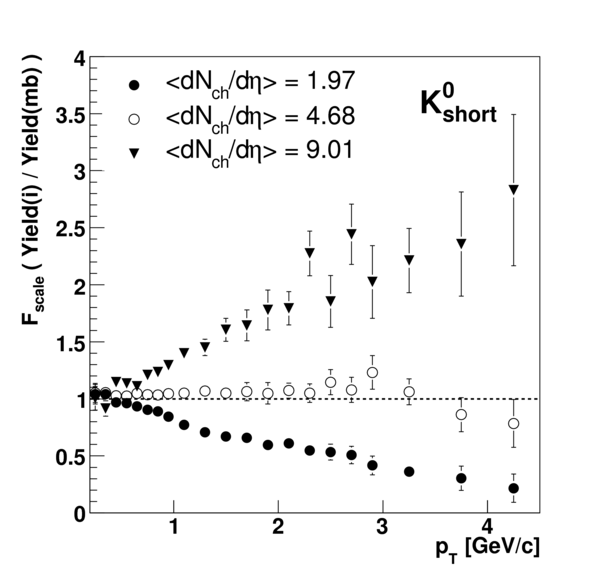 F_scale ( Yield(i) / Yield(mb) )
4
3.5
3
2.5
2
1.5
1
0.5
0
<dN_ch/dη> = 1.97
<dN_ch/dη> = 4.68
<dN_ch/dη> = 9.01
K^0_short
1 2 3 4
p_T [GeV/c]